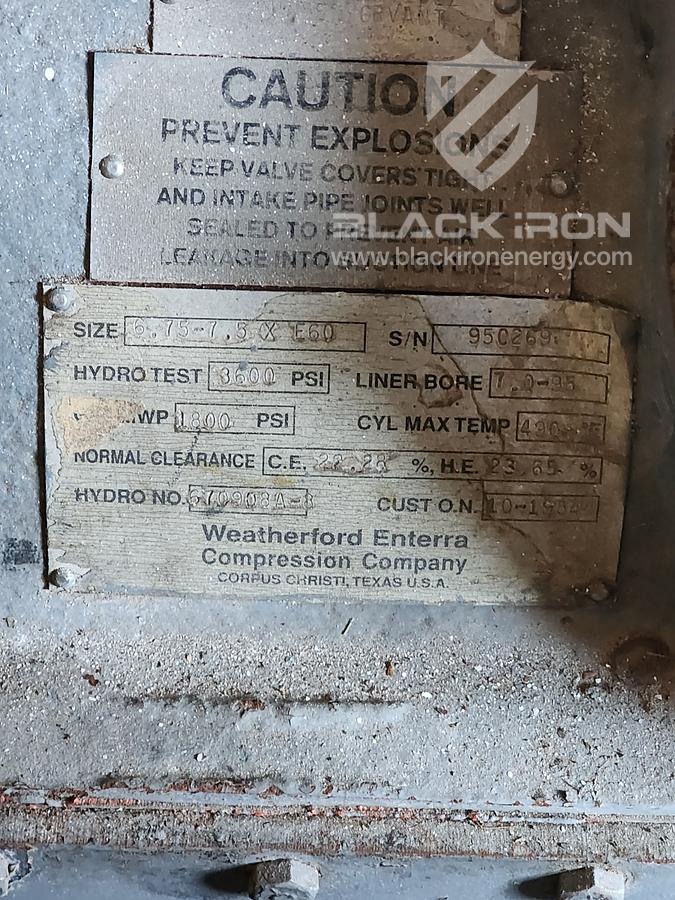 CAUTION
PREVENT EXPLOSIONS
KEEP VALVE COVERS TIGHT
AND INTAKE PIPE JOINTS WELL
SEALED TO PREVENT AIR
LEAKAGE INTO SUCTION LINE
BLACK iRON
www.blackironenergy.com
SIZE 6.75-7.5 X E60 S/N 95C269
HYDRO TEST 3600 PSI LINER BORE
WP 1800 PSI CYL MAX TEMP
NORMAL CLEARANCE C.E. %, H.E. 23.65 %
HYDRO NO. CUST O.N.
Weatherford Enterra
Compression Company
CORPUS CHRISTI, TEXAS U.S.A.